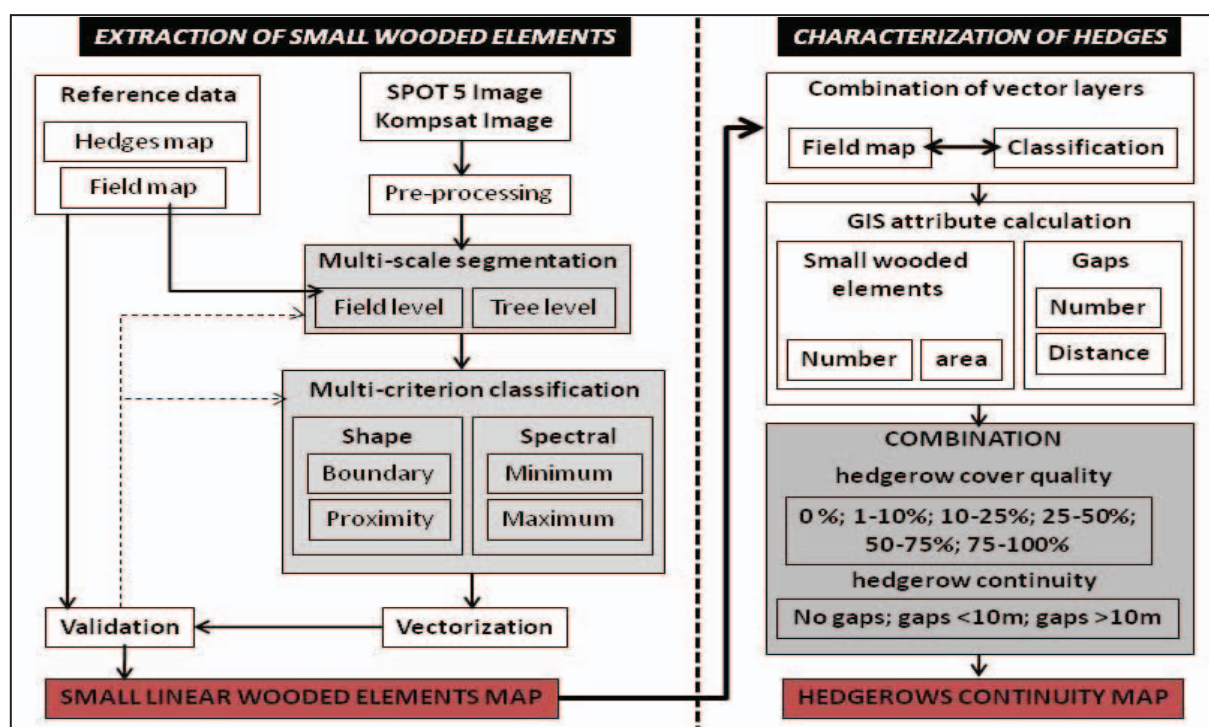 EXTRACTION OF SMALL WOODED ELEMENTS
Reference data
Hedges map
Field map
SPOT 5 Image
Kompsat Image
Pre-processing
Multi-scale segmentation
Field level
Tree level
Multi-criterion classification
Shape
Boundary
Proximity
Spectral
Minimum
Maximum
Validation
Vectorization
SMALL LINEAR WOODED ELEMENTS MAP
CHARACTERIZATION OF HEDGES
Combination of vector layers
Field map
Classification
GIS attribute calculation
Small wooded
elements
Number
area
Gaps
Number
Distance
COMBINATION
hedgerow cover quality
0 %; 1-10%; 10-25%; 25-50%;
50-75%; 75-100%
hedgerow continuity
No gaps; gaps <10m; gaps >10m
HEDGEROWS CONTINUITY MAP